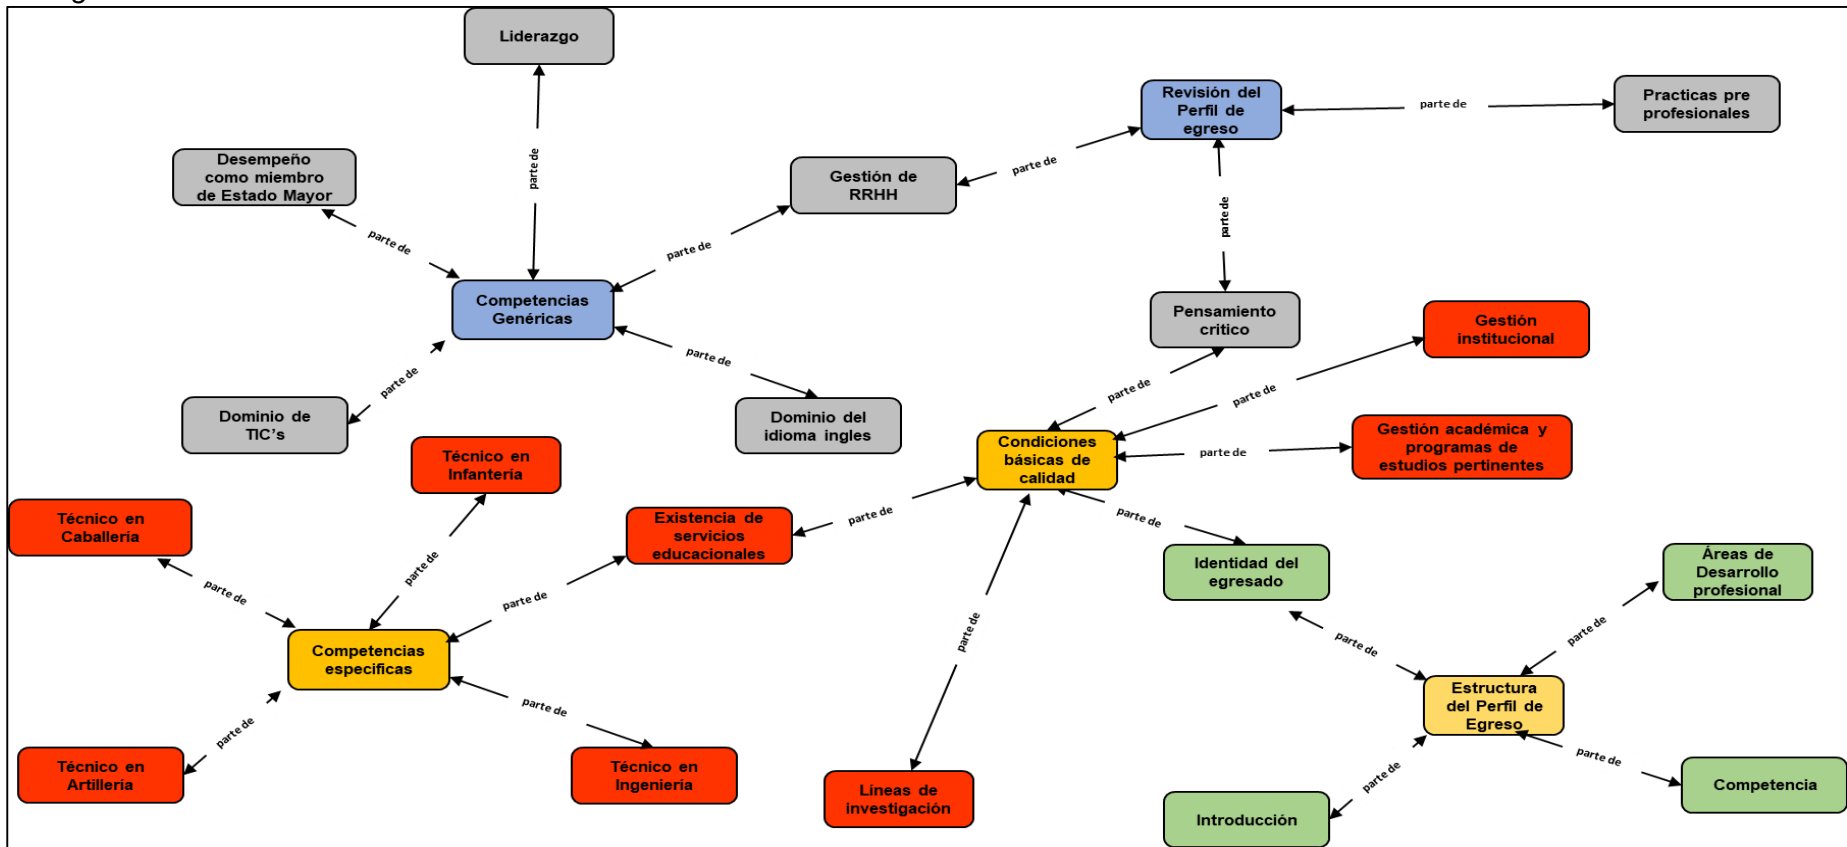 Liderazgo
Revisión del
Perfil de
egreso
parte de
Practicas pre
profesionales
Desempeño
como miembro
de Estado Mayor
parte de
Gestión de
RRHH
parte de
parte de
parte de
parte de
Competencias
Genéricas
Pensamiento
critico
Gestión
institucional
parte de
parte de
parte de
parte de
Dominio de
TIC's
Dominio del
idioma ingles
Técnico en
Infantería
Condiciones
básicas de
calidad
parte de
Gestión académica y
programas de
estudios pertinentes
Técnico en
Caballería
Existencia de
servicios
educacionales
parte de
parte de
Identidad del
egresado
Áreas de
Desarrollo
profesional
parte de
parte de
parte de
parte de
parte de
parte de
Competencias
especificas
Estructura
del Perfil de
Egreso
parte de
parte de
parte de
parte de
Técnico en
Artillería
Técnico en
Ingeniería
Lineas de
investigación
Competencia
Introducción